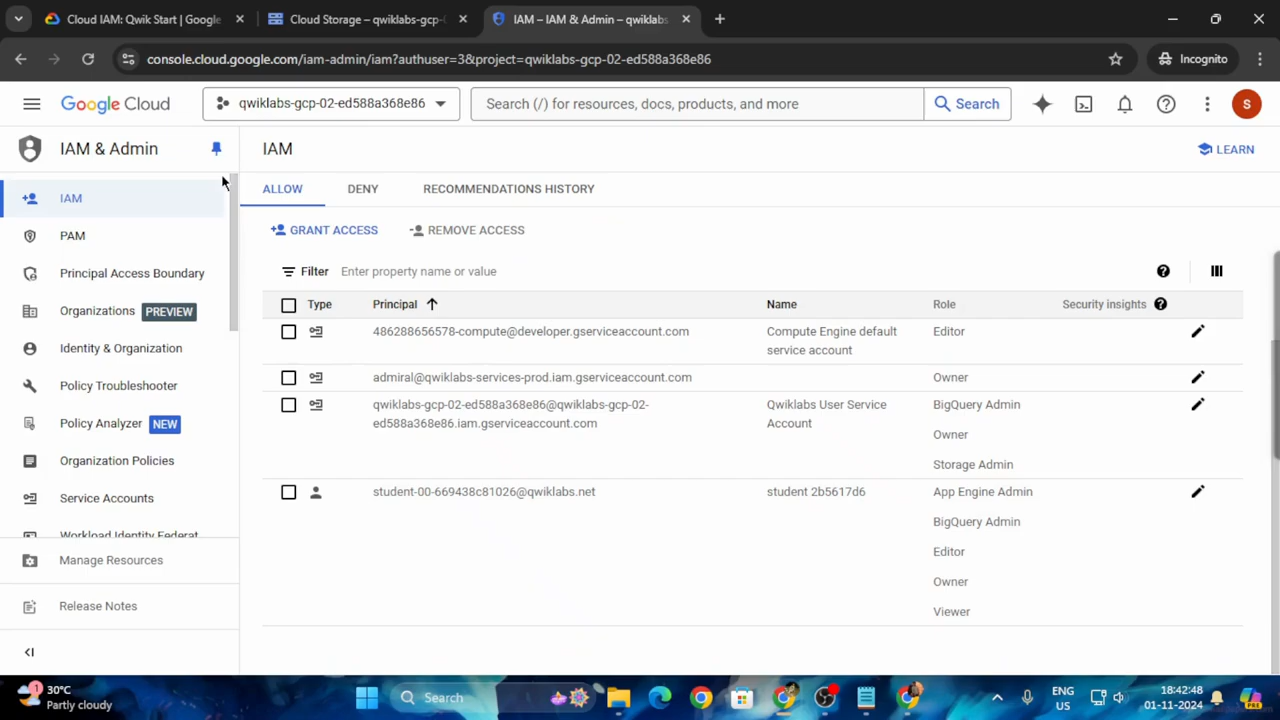 Cloud IAM: Qwik Start | Google
Cloud Storage – qwiklabs-gcp-
IAM – IAM & Admin – qwiklabs
console.cloud.google.com/iam-admin/iam?authuser=3&project=qwiklabs-gcp-02-ed588a368e86
Incognito
Google Cloud
qwiklabs-gcp-02-ed588a368e86
Search (/) for resources, docs, products, and more
Search
S
IAM & Admin
IAM
LEARN
IAM
PAM
Principal Access Boundary
Organizations PREVIEW
Identity & Organization
Policy Troubleshooter
Policy Analyzer NEW
Organization Policies
Service Accounts
Workload Identity Federat
Manage Resources
Release Notes
ALLOW DENY RECOMMENDATIONS HISTORY
GRANT ACCESS REMOVE ACCESS
Filter Enter property name or value
Type Principal Name Role Security insights
486288656578-compute@developer.gserviceaccount.com Compute Engine default Editor
service account
admiral@qwiklabs-services-prod.iam.gserviceaccount.com Owner
qwiklabs-gcp-02-ed588a368e86@qwiklabs-gcp-02- Qwiklabs User Service BigQuery Admin
ed588a368e86.iam.gserviceaccount.com Account Owner
Storage Admin
student-00-669438c81026@qwiklabs.net student 2b5617d6 App Engine Admin
BigQuery Admin
Editor
Owner
Viewer
1
30°C
Partly cloudy
Search
ENG
US
18:42:48
01-11-2024
PRE